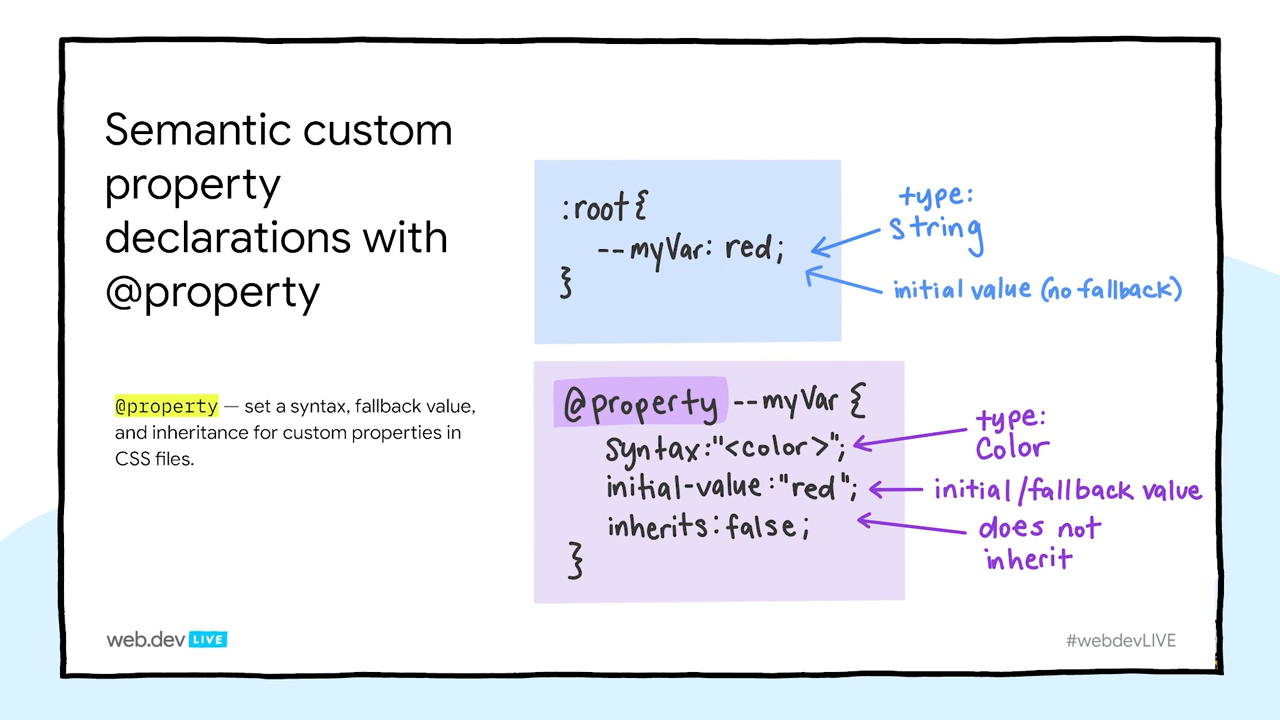 Semantic custom
property
declarations with
@property
@property — set a syntax, fallback value,
and inheritance for custom properties in
CSS files.
:root{
--myVar: red;
}
type:
string
initial value (no fallback)
@property --myVar {
syntax:"<color>";
initial-value:"red";
inherits:false;
}
type:
Color
initial/fallback value
does not
inherit
web.dev LIVE
#webdevLIVE